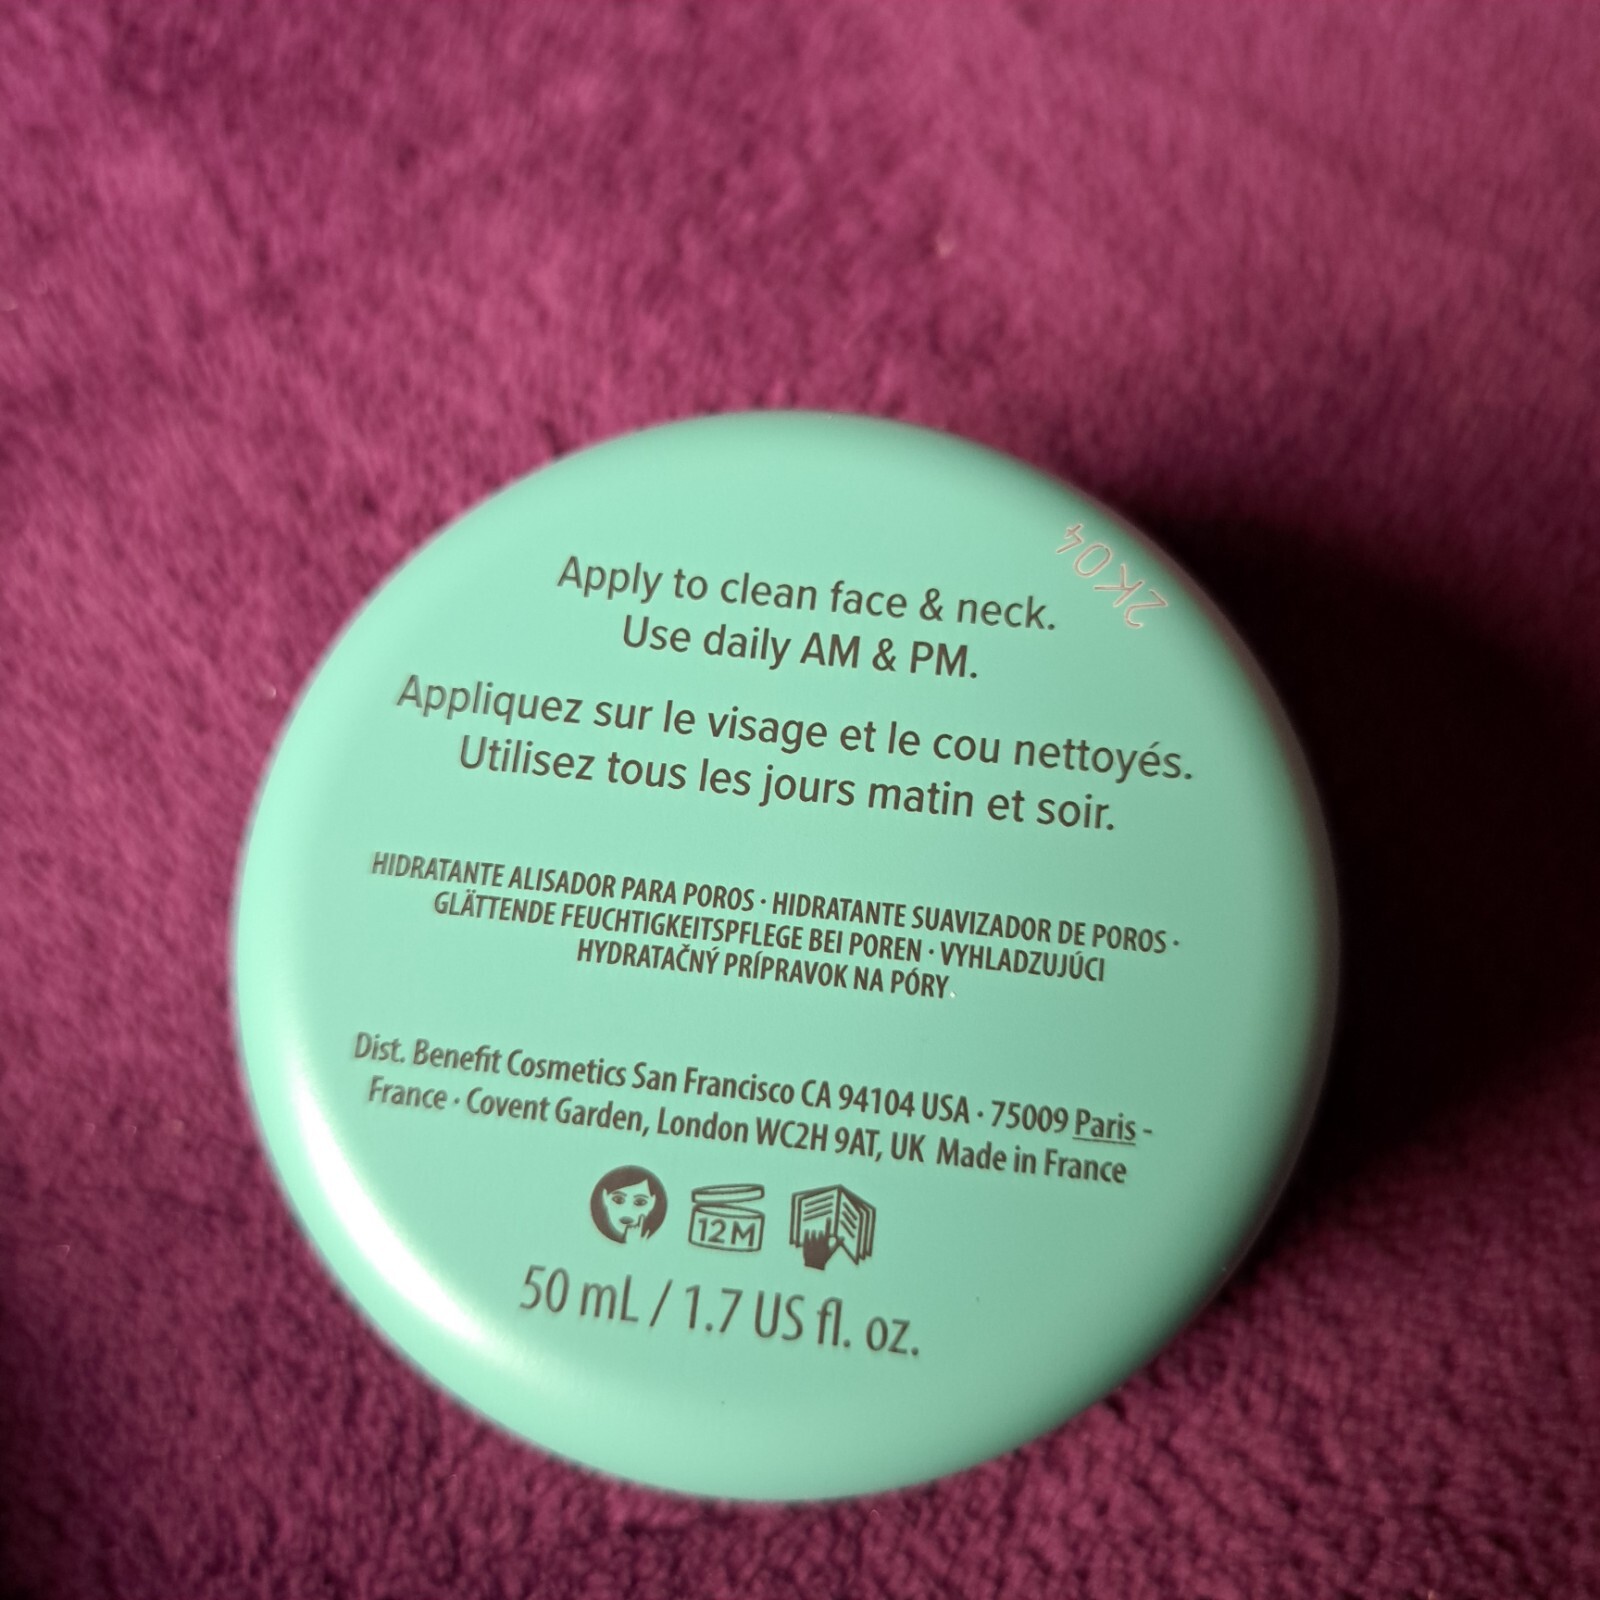 2K04
Apply to clean face & neck.
Use daily AM & PM.
Appliquez sur le visage et le cou nettoyés.
Utilisez tous les jours matin et soir.
HIDRATANTE ALISADOR PARA POROS · HIDRATANTE SUAVIZADOR DE POROS ·
GLÄTTENDE FEUCHTIGKEITSPFLEGE BEI POREN · VYHLADZUJÚCI
HYDRATAČNÝ PRÍPRAVOK NA PÓRY.
Dist. Benefit Cosmetics San Francisco CA 94104 USA · 75009 Paris -
France · Covent Garden, London WC2H 9AT, UK Made in France
12M
50 mL / 1.7 US fl. oz.